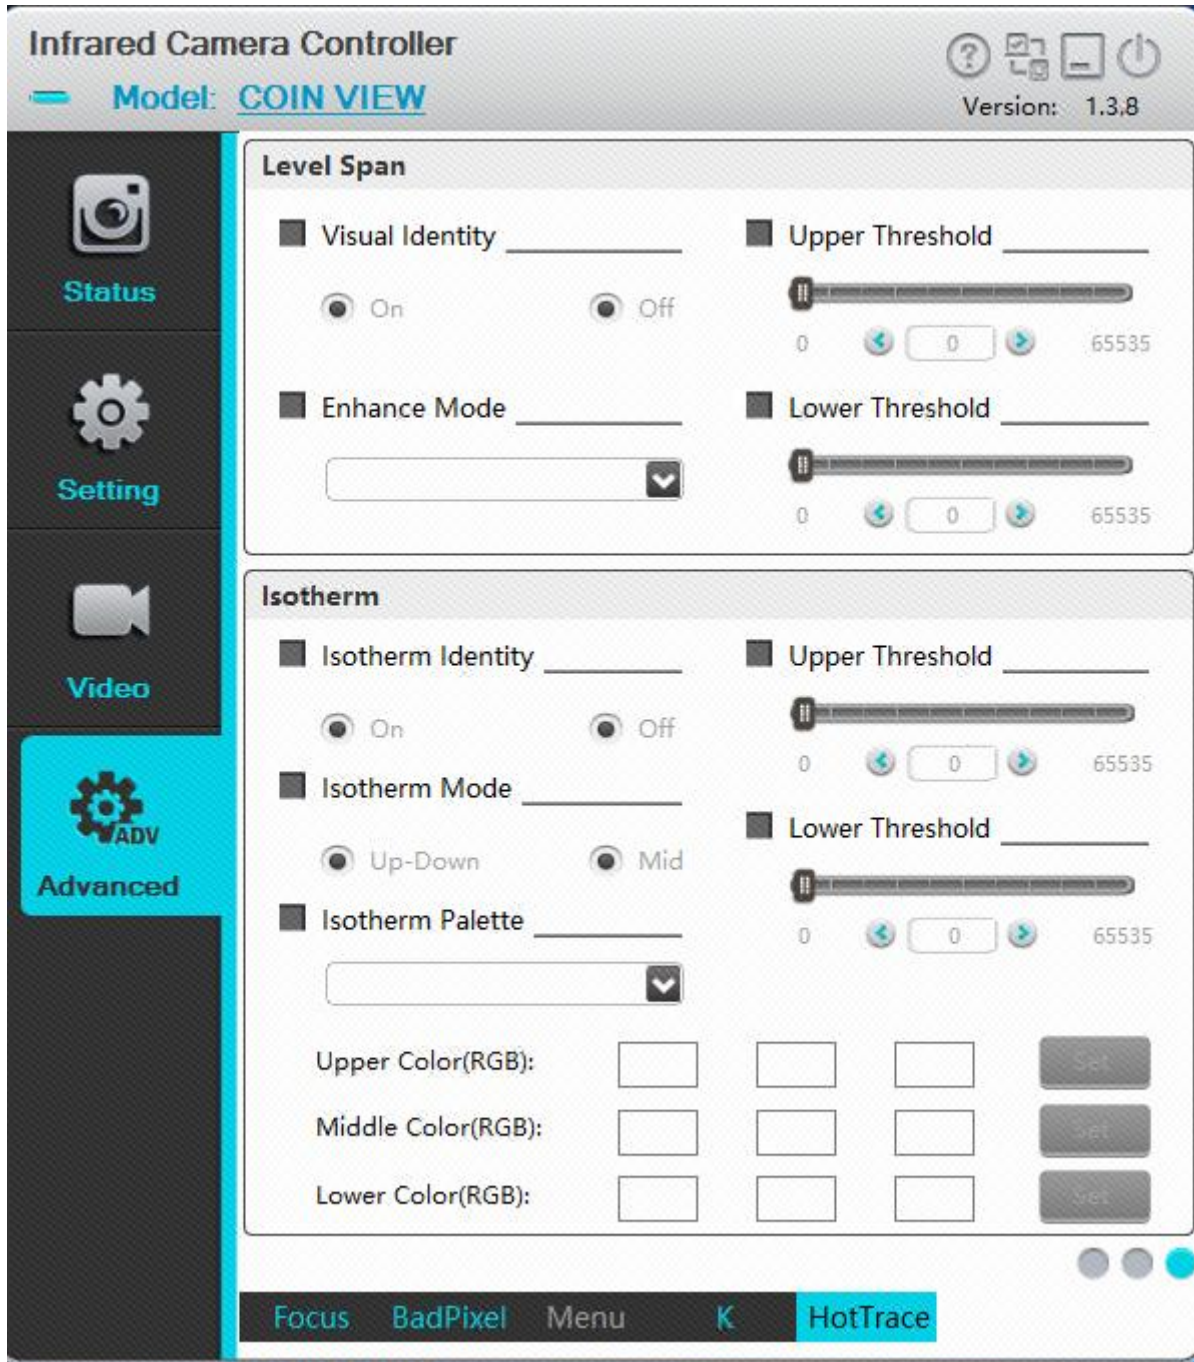 Infrared Camera Controller
Model: COIN VIEW
Version: 1.3.8
Status
Setting
Video
ADV
Advanced
Level Span
Visual Identity
Upper Threshold
On Off
0 0 65535
Enhance Mode
Lower Threshold
0 0 65535
Isotherm
Isotherm Identity
Upper Threshold
On Off
0 0 65535
Isotherm Mode
Lower Threshold
Up-Down Mid
Isotherm Palette
0 0 65535
Upper Color(RGB): Set
Middle Color(RGB): Set
Lower Color(RGB): Set
Focus BadPixel Menu K HotTrace